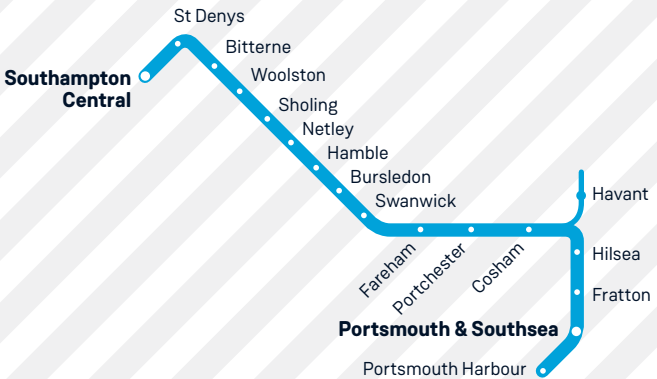 St Denys
Bitterne
Woolston
Southampton
Central
Sholing
Netley
Hamble
Bursledon
Swanwick
Havant
Fareham
Portchester
Cosham
Hilsea
Fratton
Portsmouth & Southsea
Portsmouth Harbour